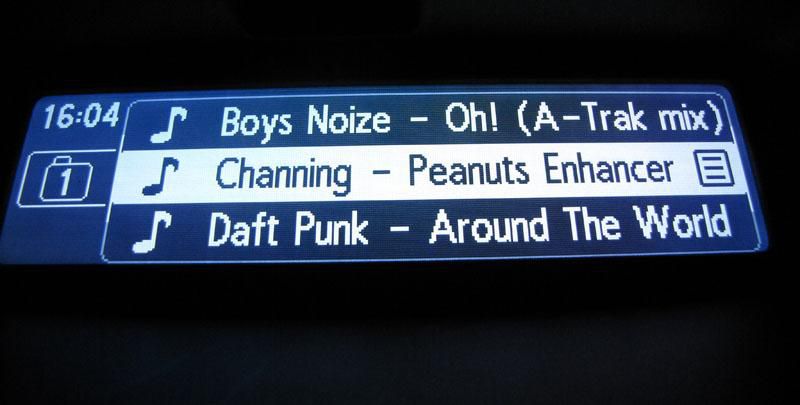 16:04
Boys Noize - Oh! (A-Trak mix)
1
Channing - Peanuts Enhancer
Daft Punk - Around The World